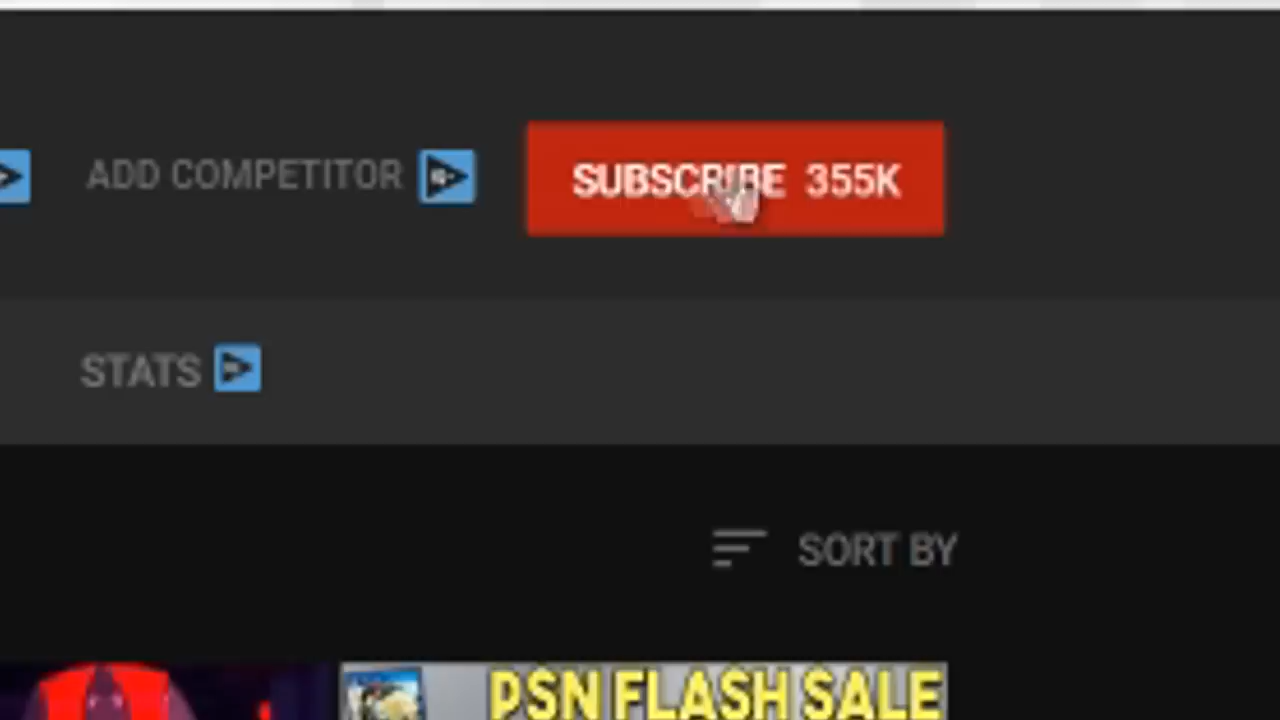 ADD COMPETITOR
SUBSCRIBE 355K
STATS
SORT BY
PSN FLASH SALE